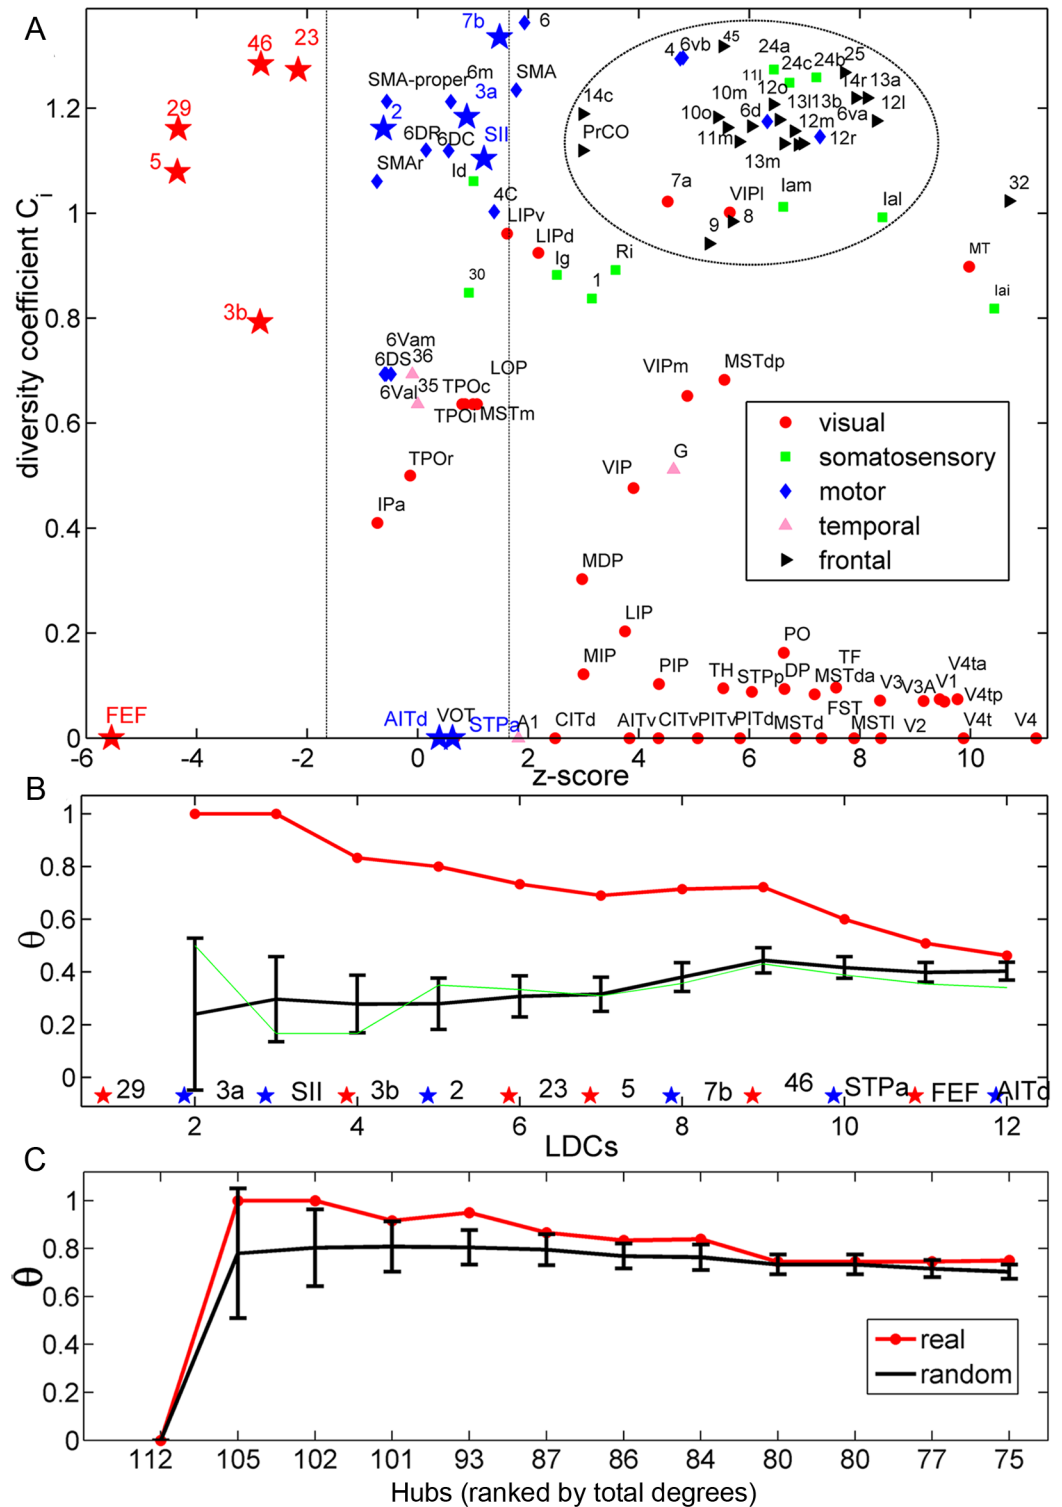 A
diversity coefficient Ci
1.2
1
0.8
0.6
0.4
0.2
0
-6 -4 -2 0 2 4 6 8 10
z-score
46 23
29
5
3b
FEF
7b 6
SMA-proper 6m SMA
2 3a
6DR 6DC SII
SMAr Id
4C
LIPv
LIPd
30 Ig Ri
1
6Vam
6DS 36
6Val 35 TPOc LOP
TPOi MSTm
TPOr
IPa
14c
PrCO
4 6vb 45
24a 24c 24b 25
11l 12o 14r 13a
10m 13l 13b 12l
10o 6d 12m 6va
11m 12r
13m
7a VIPl Iam Ial
9 8
32
MT
Iai
VIPm MSTdp
VIP G
MDP
LIP
MIP PIP TH STPp PO DP MSTda TF V3 V3A V1 V4ta
V4tp
AITd VOT STPa A1 CITd AITv CITv PITv PITd MSTd FST MSTl V2 V4t V4
visual
somatosensory
motor
temporal
frontal
B
θ
1
0.8
0.6
0.4
0.2
0
29 3a SII 3b 2 23 5 7b 46 STPa FEF AITd
2 4 6 8 10 12
LDCs
C
θ
1
0.8
0.6
0.4
0.2
0
real
random
112 105 102 101 93 87 86 84 80 80 77 75
Hubs (ranked by total degrees)